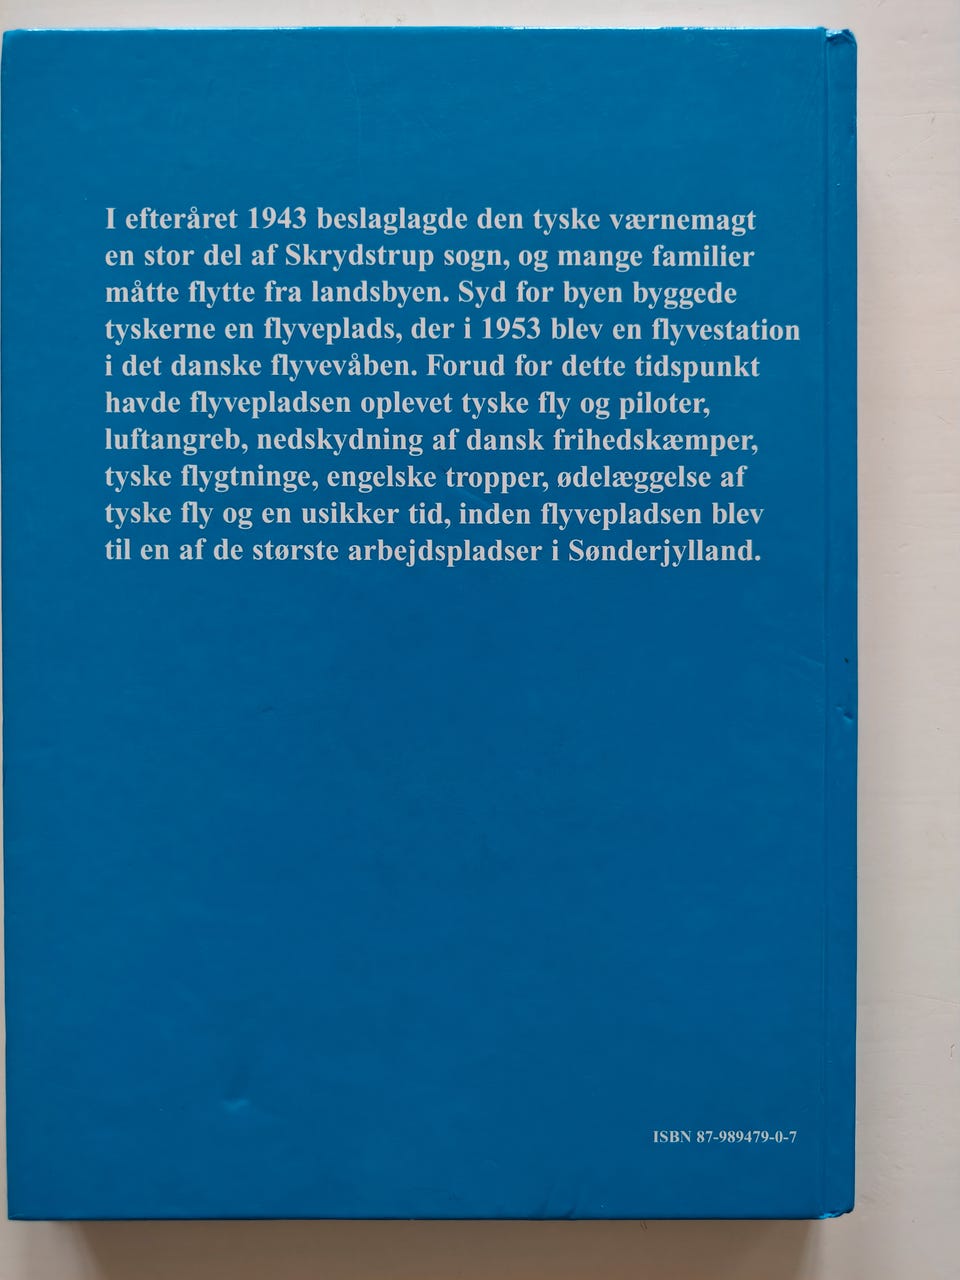 I efteråret 1943 beslaglagde den tyske værnemagt
en stor del af Skrydstrup sogn, og mange familier
måtte flytte fra landsbyen. Syd for byen byggede
tyskerne en flyveplads, der i 1953 blev en flyvestation
i det danske flyvevåben. Forud for dette tidspunkt
havde flyvepladsen oplevet tyske fly og piloter,
luftangreb, nedskydning af dansk frihedskæmper,
tyske flygtninge, engelske tropper, ødelæggelse af
tyske fly og en usikker tid, inden flyvepladsen blev
til en af de største arbejdspladser i Sønderjylland.
ISBN 87-989479-0-7